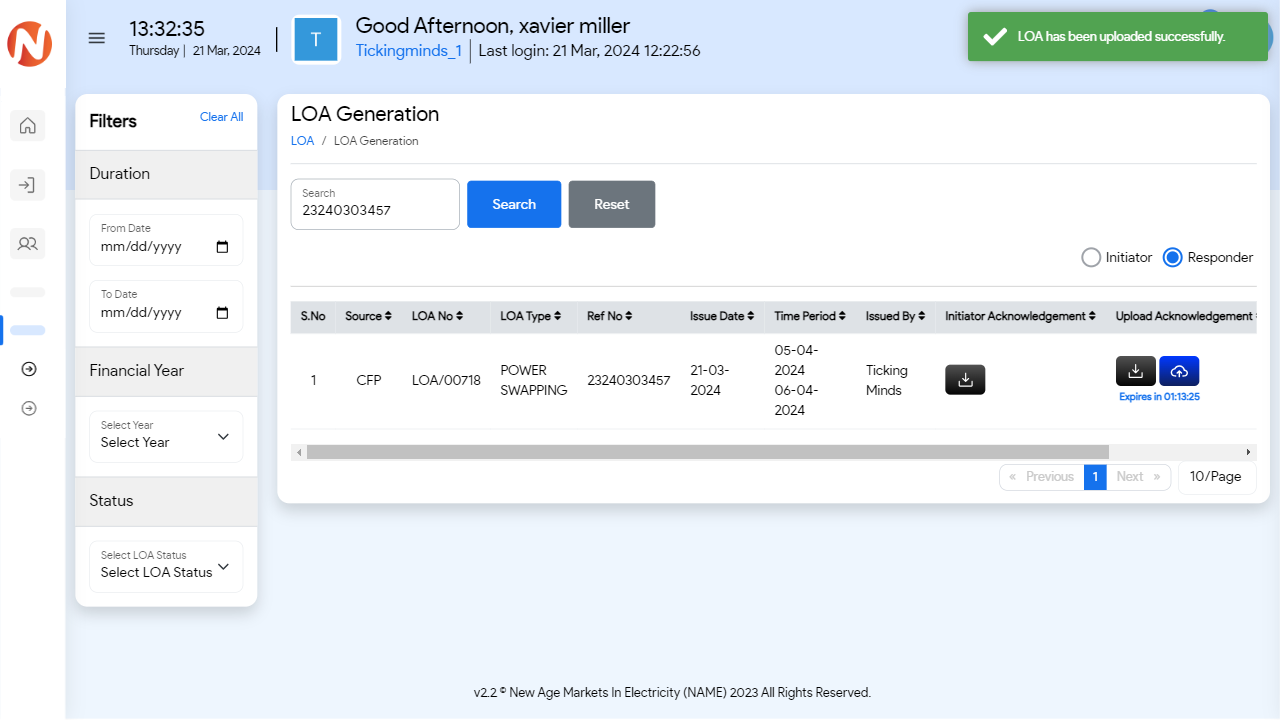 13:32:35
Thursday | 21 Mar, 2024
T
Good Afternoon, xavier miller
Tickingminds_1 | Last login: 21 Mar, 2024 12:22:56
LOA has been uploaded successfully.
Filters
Clear All
Duration
From Date
mm/dd/yyyy
To Date
mm/dd/yyyy
Financial Year
Select Year
Select Year
Status
Select LOA Status
Select LOA Status
LOA Generation
LOA / LOA Generation
Search
23240303457
Search
Reset
Initiator
Responder
S.No Source LOA No LOA Type Ref No Issue Date Time Period Issued By Initiator Acknowledgement Upload Acknowledgement
1 CFP LOA/00718 POWER SWAPPING 23240303457 21-03-2024 05-04-2024 06-04-2024 Ticking Minds
Expires in 01:13:25
« Previous 1 Next »
10/Page
v2.2 © New Age Markets In Electricity (NAME) 2023 All Rights Reserved.